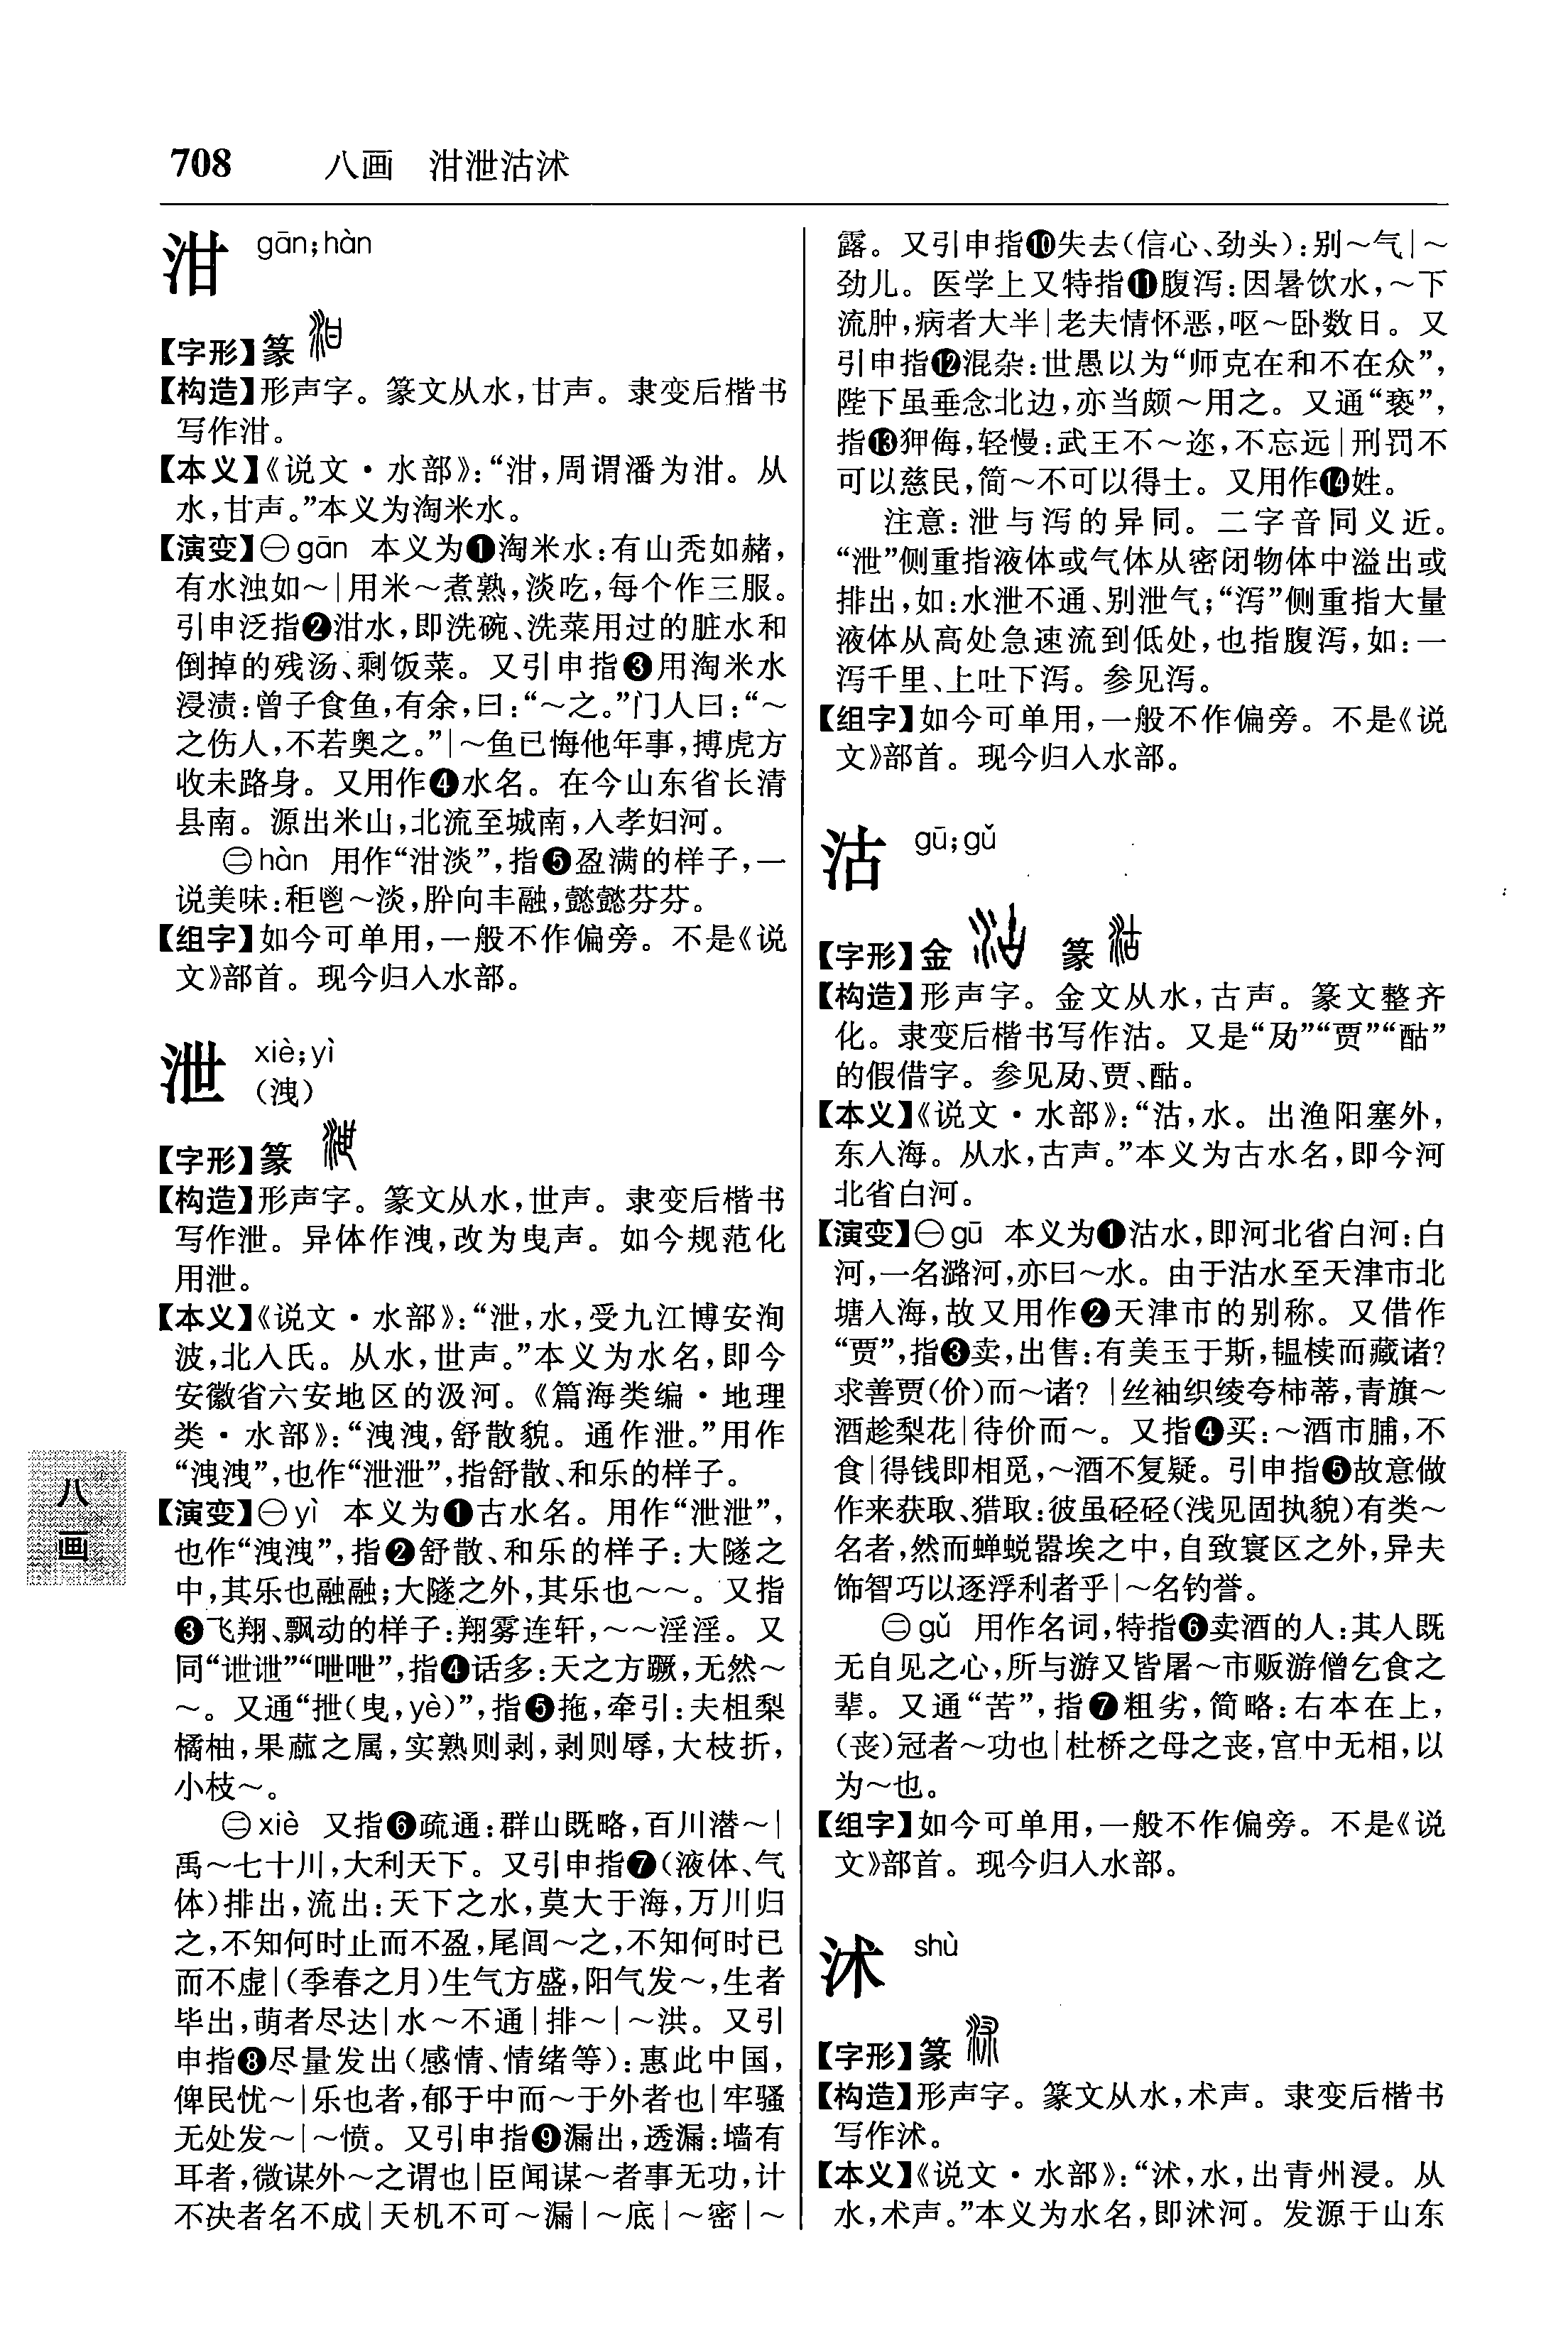 708 八画 泔泄沽沭
泔 gān;hàn
【字形】篆
【构造】形声字。篆文从水,甘声。隶变后楷书
写作泔。
【本义】《说文·水部》:“泔,周谓潘为泔。从
水,甘声。”本义为淘米水。
【演变】㊀gān 本义为❶淘米水:有山秃如赭,
有水浊如～|用米～煮熟,淡吃,每个作三服。
引申泛指❷泔水,即洗碗、洗菜用过的脏水和
倒掉的残汤、剩饭菜。又引申指❸用淘米水
浸渍:曾子食鱼,有余,曰:“～之。”门人曰:“～
之伤人,不若奥之。”|～鱼已悔他年事,搏虎方
收未路身。又用作❹水名。在今山东省长清
县南。源出米山,北流至城南,入孝妇河。
㊁hàn 用作“泔淡”,指❺盈满的样子,一
说美味:秬鬯～淡,肸向丰融,懿懿芬芬。
【组字】如今可单用,一般不作偏旁。不是《说
文》部首。现今归入水部。
泄 xiè;yì
(洩)
【字形】篆
【构造】形声字。篆文从水,世声。隶变后楷书
写作泄。异体作洩,改为曳声。如今规范化
用泄。
【本义】《说文·水部》:“泄,水,受九江博安洵
波,北入氐。从水,世声。”本义为水名,即今
安徽省六安地区的汲河。《篇海类编·地理
类·水部》:“洩洩,舒散貌。通作泄。”用作
“洩洩”,也作“泄泄”,指舒散、和乐的样子。
【演变】㊀yì 本义为❶古水名。用作“泄泄”,
也作“洩洩”,指❷舒散、和乐的样子:大隧之
中,其乐也融融;大隧之外,其乐也～～。又指
❸飞翔、飘动的样子:翔雾连轩,～～淫淫。又
同“詍詍”“呭呭”,指❹话多:天之方蹶,无然～
～。又通“抴(曳,yè)”,指❺拖,牵引:夫柤梨
橘柚,果蓏之属,实熟则剥,剥则辱,大枝折,
小枝～。
㊁xiè 又指❻疏通:群山既略,百川潜～|
禹～七十川,大利天下。又引申指❼(液体、气
体)排出,流出:天下之水,莫大于海,万川归
之,不知何时止而不盈,尾闾～之,不知何时已
而不虚|(季春之月)生气方盛,阳气发～,生者
毕出,萌者尽达|水～不通|排～|～洪。又引
申指❽尽量发出(感情、情绪等):惠此中国,
俾民忧～|乐也者,郁于中而～于外者也|牢骚
无处发～|～愤。又引申指❾漏出,透漏:墙有
耳者,微谋外～之谓也|臣闻谋～者事无功,计
不决者名不成|天机不可～漏|～底|～密|～
露。又引申指❿失去(信心、劲头):别～气|～
劲儿。医学上又特指⓫腹泻:因暑饮水,～下
流肿,病者大半|老夫情怀恶,呕～卧数日。又
引申指⓬混杂:世愚以为“师克在和不在众”,
陛下虽垂念北边,亦当颇～用之。又通“亵”,
指⓭狎侮,轻慢:武王不～迩,不忘远|刑罚不
可以慈民,简～不可以得士。又用作⓮姓。
注意:泄与泻的异同。二字音同义近。
“泄”侧重指液体或气体从密闭物体中溢出或
排出,如:水泄不通、别泄气;“泻”侧重指大量
液体从高处急速流到低处,也指腹泻,如:一
泻千里、上吐下泻。参见泻。
【组字】如今可单用,一般不作偏旁。不是《说
文》部首。现今归入水部。
沽 gū;gǔ
【字形】金 篆
【构造】形声字。金文从水,古声。篆文整齐
化。隶变后楷书写作沽。又是“夃”“贾”“酤”
的假借字。参见夃、贾、酤。
【本义】《说文·水部》:“沽,水。出渔阳塞外,
东入海。从水,古声。”本义为古水名,即今河
北省白河。
【演变】㊀gū 本义为❶沽水,即河北省白河:白
河,一名潞河,亦曰～水。由于沽水至天津市北
塘入海,故又用作❷天津市的别称。又借作
“贾”,指❸卖,出售:有美玉于斯,韫椟而藏诸?
求善贾(价)而～诸?|丝袖织绫夸柿蒂,青旗～
酒趁梨花|待价而～。又指❹买:～酒市脯,不
食|得钱即相觅,～酒不复疑。引申指❺故意做
作来获取、猎取:彼虽硁硁(浅见固执貌)有类～
名者,然而蝉蜕嚣埃之中,自致寰区之外,异夫
饰智巧以逐浮利者乎|～名钓誉。
㊁gǔ 用作名词,特指❻卖酒的人:其人既
无自见之心,所与游又皆屠～市贩游僧乞食之
辈。又通“苦”,指❼粗劣,简略:右本在上,
(丧)冠者～功也|杜桥之母之丧,宫中无相,以
为～也。
【组字】如今可单用,一般不作偏旁。不是《说
文》部首。现今归入水部。
沭 shù
【字形】篆
【构造】形声字。篆文从水,术声。隶变后楷书
写作沭。
【本义】《说文·水部》:“沭,水,出青州浸。从
水,术声。”本义为水名,即沭河。发源于山东
八
画